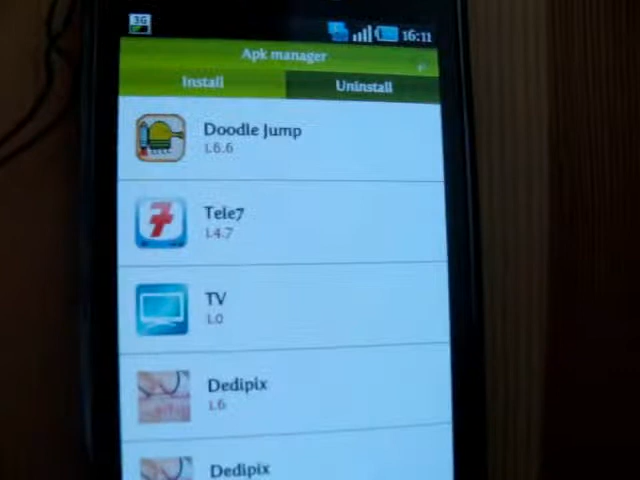 3G
16:11
Apk manager
Install
Uninstall
Doodle Jump
1.6.6
Tele7
1.4.7
TV
1.0
Dedipix
1.6
Dedipix